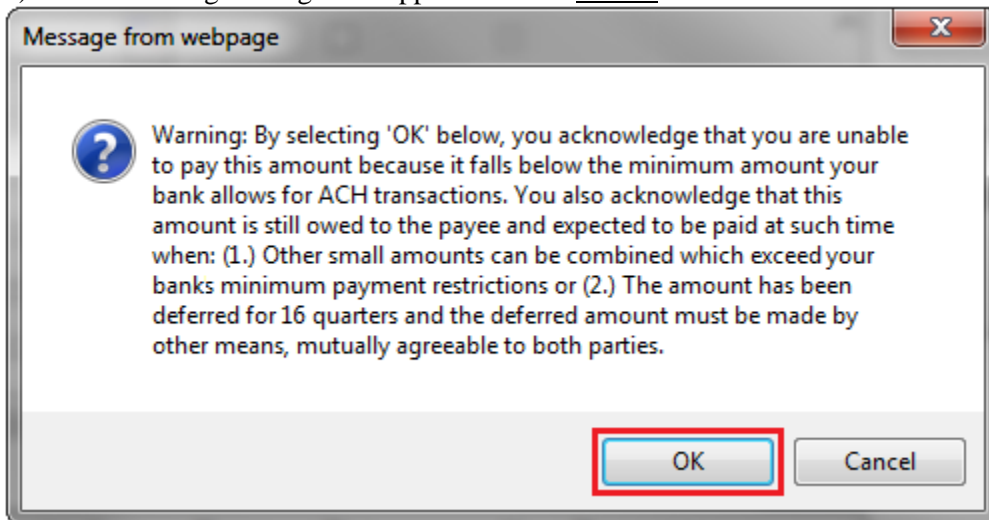 Message from webpage
Warning: By selecting 'OK' below, you acknowledge that you are unable
to pay this amount because it falls below the minimum amount your
bank allows for ACH transactions. You also acknowledge that this
amount is still owed to the payee and expected to be paid at such time
when: (1.) Other small amounts can be combined which exceed your
banks minimum payment restrictions or (2.) The amount has been
deferred for 16 quarters and the deferred amount must be made by
other means, mutually agreeable to both parties.
OK
Cancel